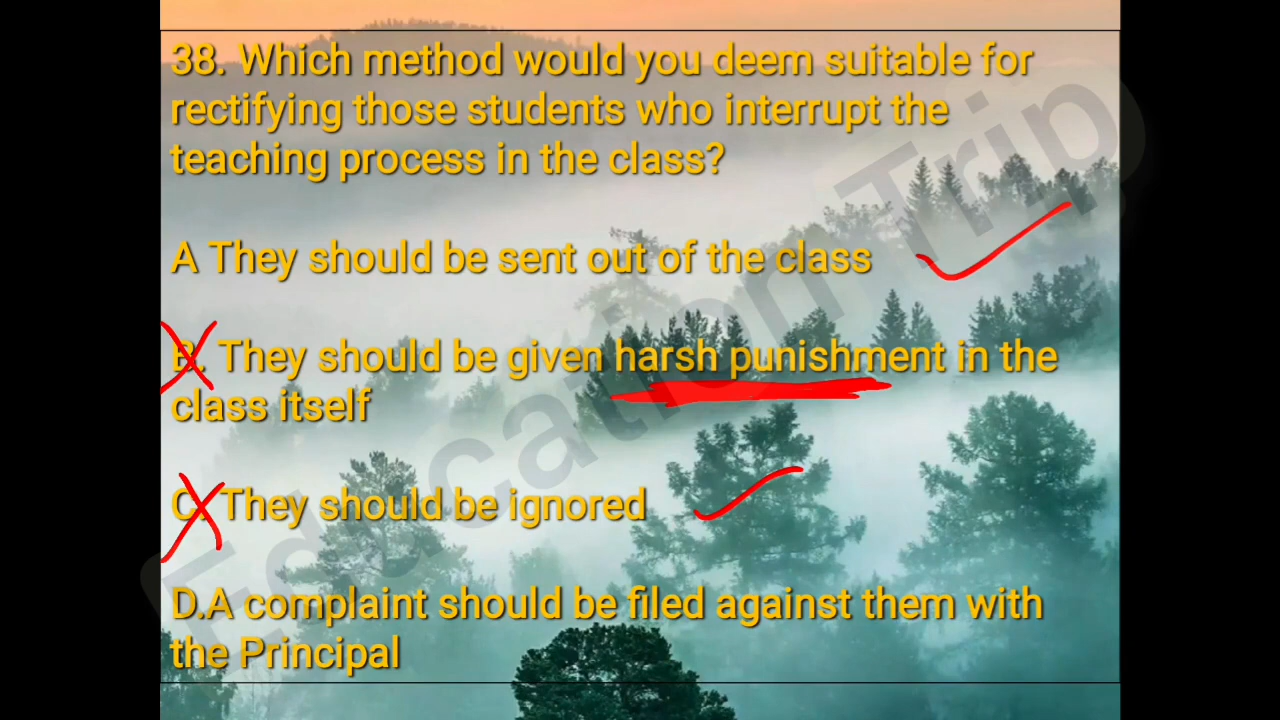 38. Which method would you deem suitable for
rectifying those students who interrupt the
teaching process in the class?
A They should be sent out of the class
B. They should be given harsh punishment in the
class itself
C. They should be ignored
D.A complaint should be filed against them with
the Principal
Education Trip